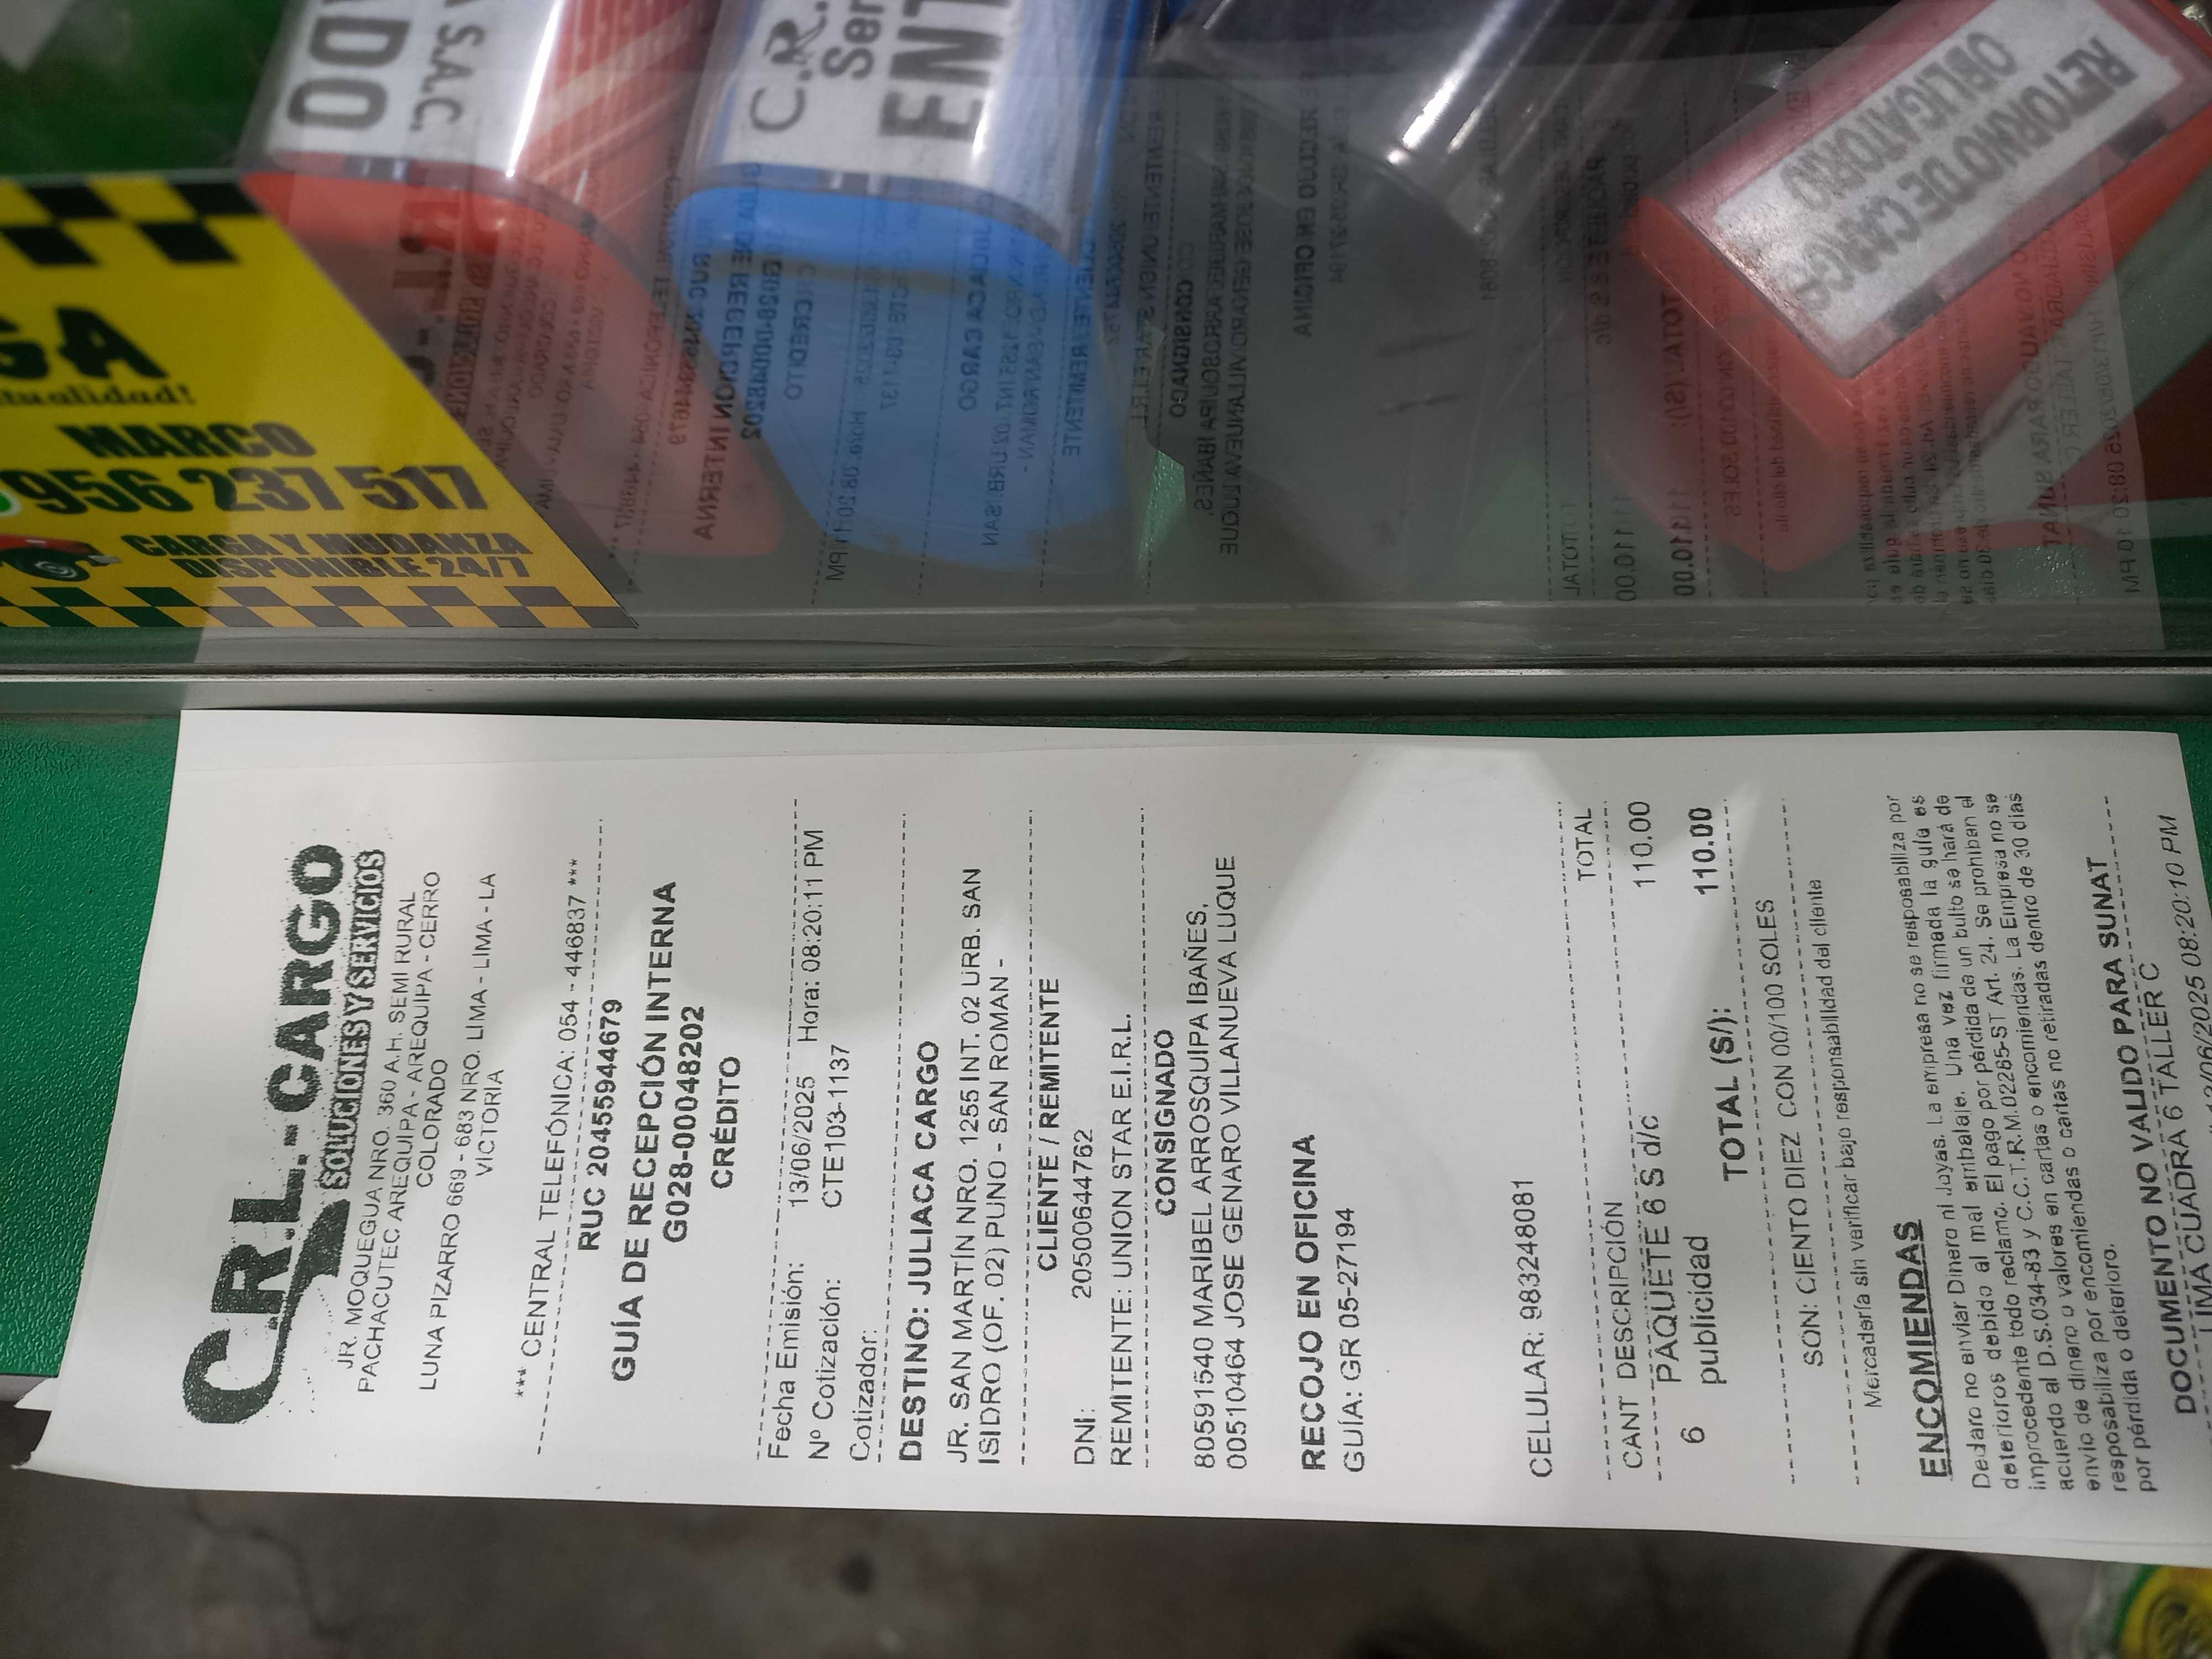 C.R.L.-CARGO
SOLUCIONES Y SERVICIOS
JR. MOQUEGUA NRO. 360 A.H. SEMI RURAL
PACHACUTEC AREQUIPA - AREQUIPA - CERRO
COLORADO
LUNA PIZARRO 669 - 683 NRO. LIMA - LIMA - LA
VICTORIA
*** CENTRAL TELEFÓNICA: 054 - 446837 ***
RUC 20455944679
GUÍA DE RECEPCIÓN INTERNA
G028-00048202
CRÉDITO
Fecha Emisión: 13/06/2025 Hora: 08:20:11 PM
Nº Cotización: CTE103-1137
Cotizador:
DESTINO: JULIACA CARGO
JR. SAN MARTÍN NRO. 1255 INT. 02 URB. SAN
ISIDRO (OF. 02) PUNO - SAN ROMAN -
CLIENTE / REMITENTE
DNI: 20500644762
REMITENTE: UNION STAR E.I.R.L.
CONSIGNADO
80591540 MARIBEL ARROSQUIPA IBAÑES,
00510464 JOSE GENARO VILLANUEVA LUQUE
RECOJO EN OFICINA
GUÍA: GR 05-27194
CELULAR: 983248081
CANT DESCRIPCIÓN TOTAL
6 PAQUETE 6 S d/c 110.00
publicidad
TOTAL (S/): 110.00
SON: CIENTO DIEZ CON 00/100 SOLES
Mercadería sin verificar bajo responsabilidad del cliente
ENCOMIENDAS
Declaro no enviar Dinero ni Joyas. La empresa no se resposabiliza por
deterioros debido al mal embalaje. Una vez firmada la guía es
improcedente todo reclamo. El pago por pérdida de un bulto se hará de
acuerdo al D.S.034-83 y C.C.T.R.M.02265-ST Art. 24. Se prohiben el
envio de dinero o valores en cartas o encomiendas. La Empresa no se
resposabiliza por encomiendas o cartas no retiradas dentro de 30 días
por pérdida o deterioro.
DOCUMENTO NO VALIDO PARA SUNAT
LIMA CUADRA 6 TALLER C
13/06/2025 08:20:10 PM
GA
tualidad!
MARCO
956 237 517
CARGA Y MUDANZA
DISPONIBLE 24/7
ADO
A S.A.C.
C.R.
Ser
ENT
RETORNO DE CARGO
OBLIGATORIO